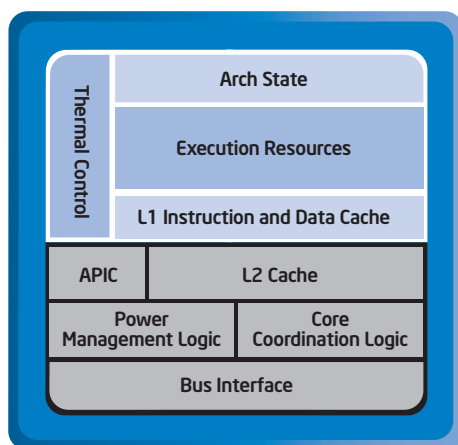 Thermal Control
Arch State
Execution Resources
L1 Instruction and Data Cache
APIC
L2 Cache
Power
Management Logic
Core
Coordination Logic
Bus Interface